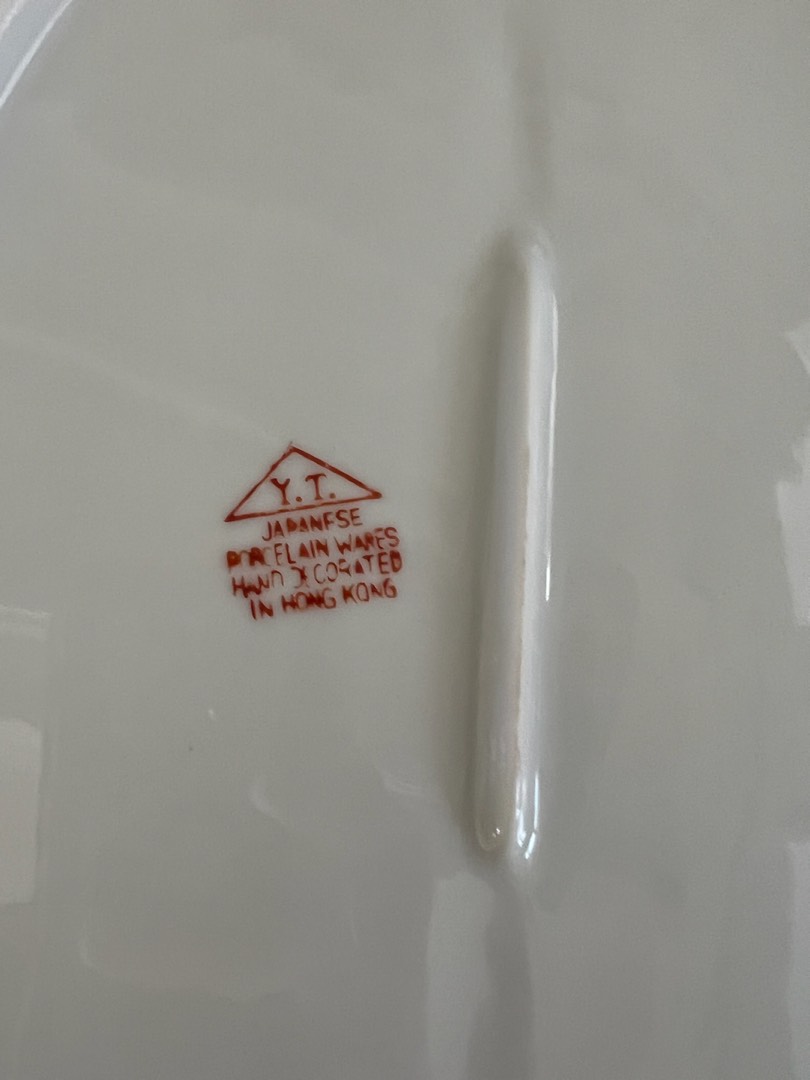 Y.T.
JAPANESE
PORCELAIN WARES
HAND DECORATED
IN HONG KONG